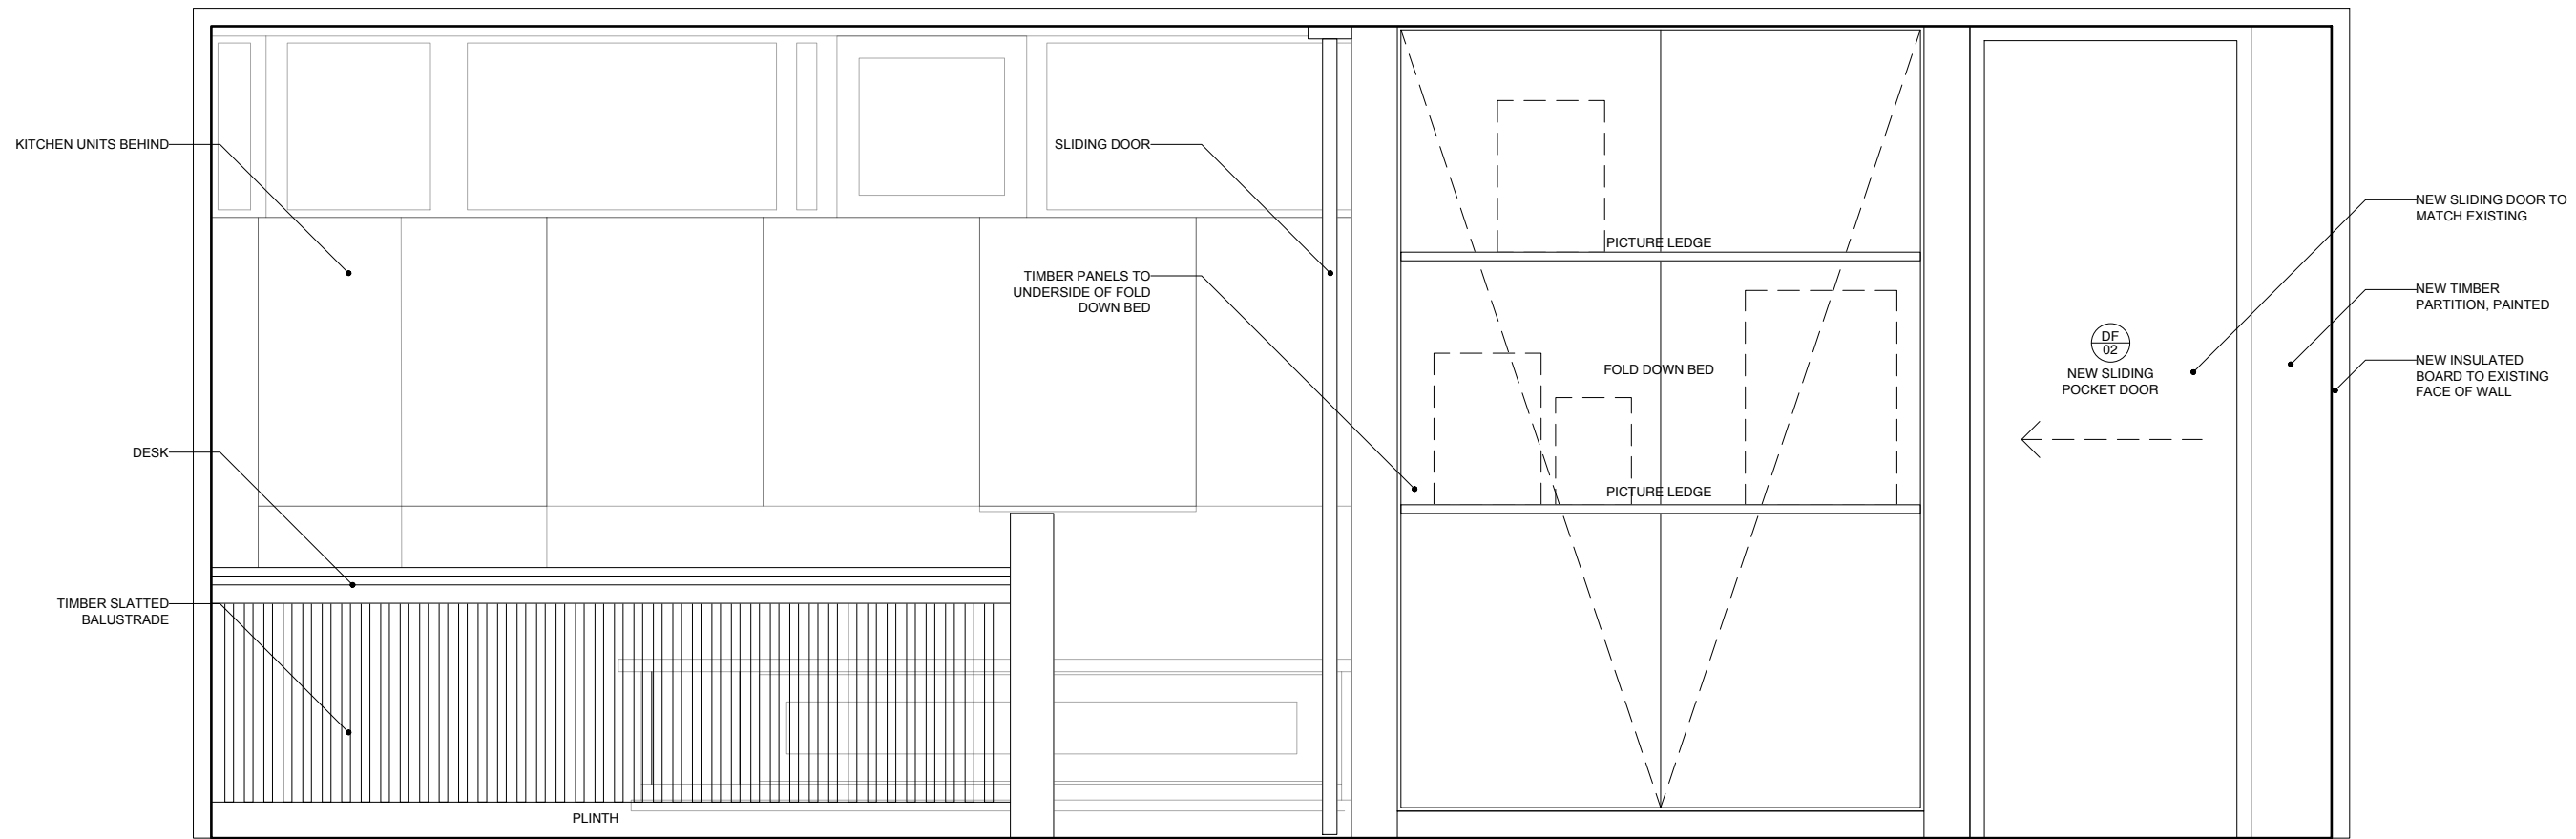 KITCHEN UNITS BEHIND
SLIDING DOOR
NEW SLIDING DOOR TO
MATCH EXISTING
PICTURE LEDGE
TIMBER PANELS TO
UNDERSIDE OF FOLD
DOWN BED
NEW TIMBER
PARTITION, PAINTED
DF
02
NEW SLIDING
POCKET DOOR
FOLD DOWN BED
NEW INSULATED
BOARD TO EXISTING
FACE OF WALL
DESK
PICTURE LEDGE
TIMBER SLATTED
BALUSTRADE
PLINTH